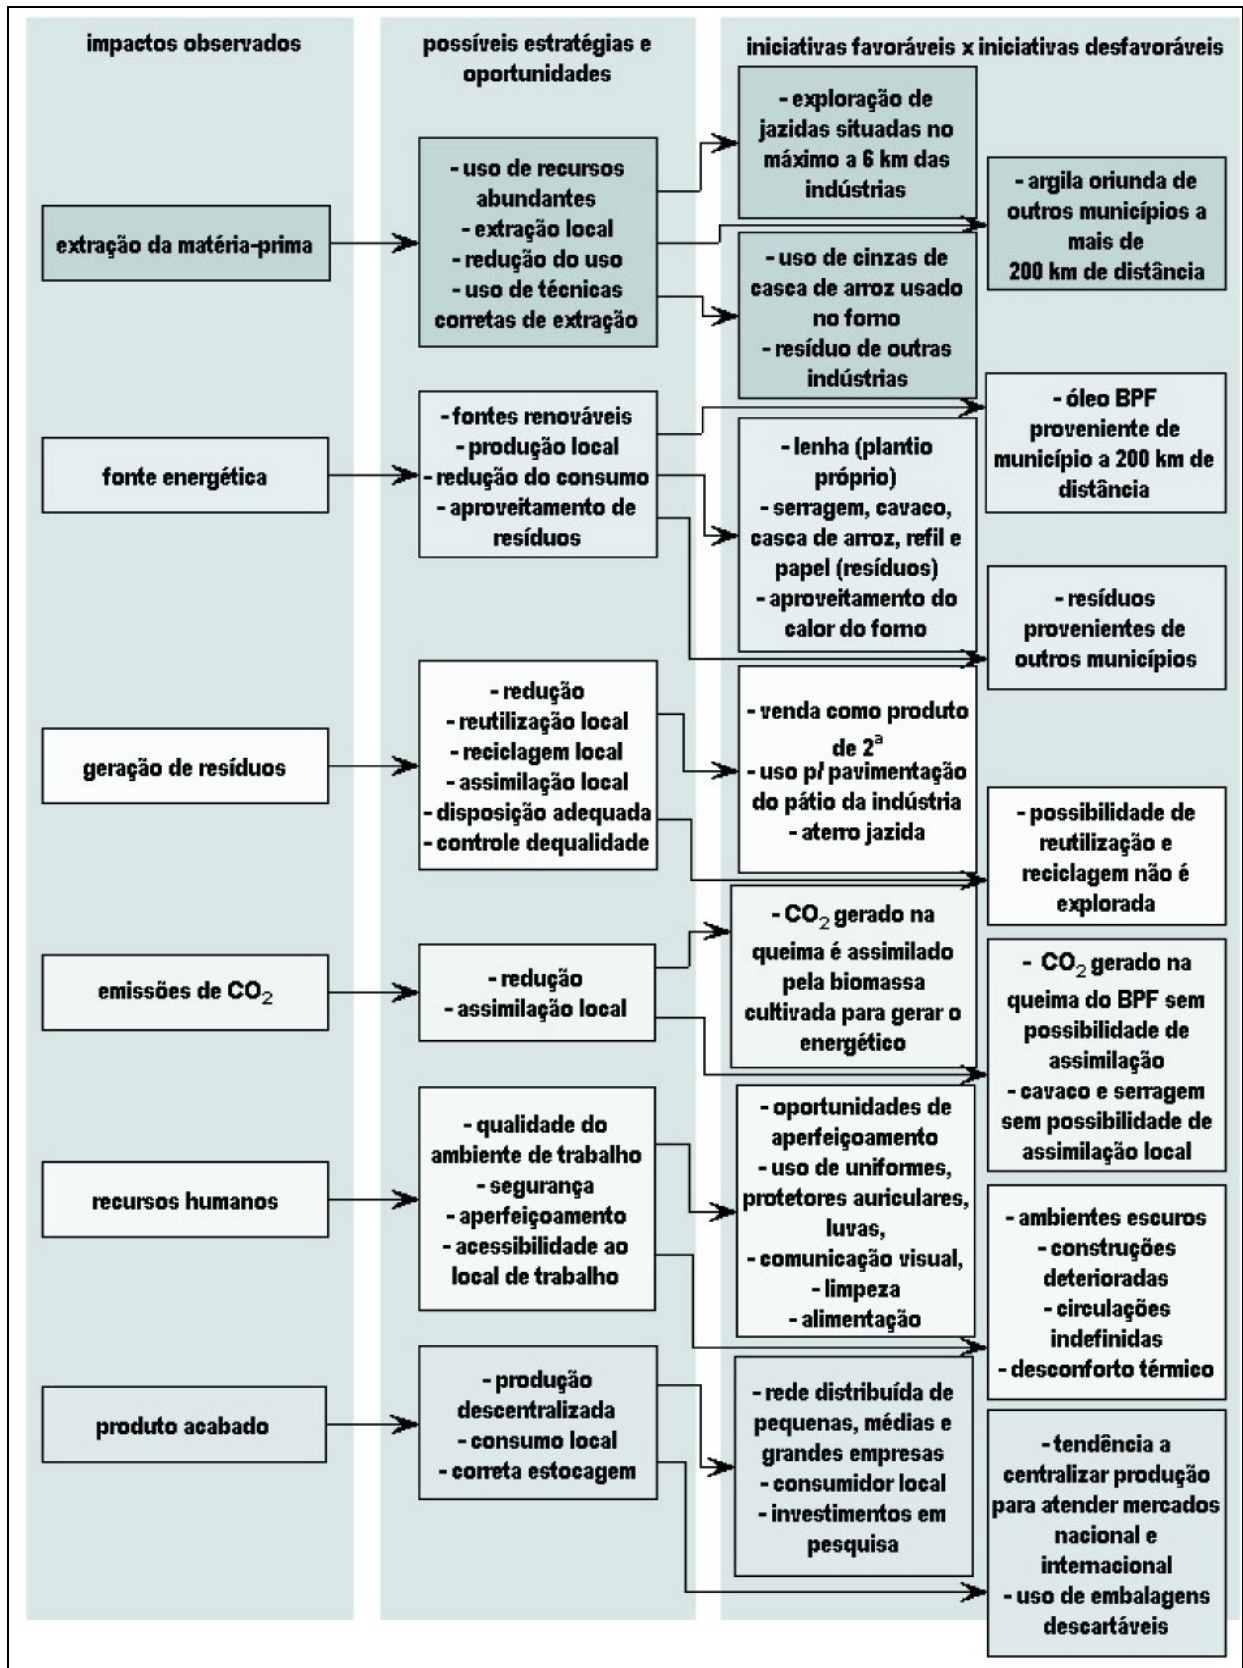 impactos observados
possíveis estratégias e
oportunidades
iniciativas favoráveis x iniciativas desfavoráveis
extração da matéria-prima
- uso de recursos
abundantes
- extração local
- redução do uso
- uso de técnicas
corretas de extração
- exploração de
jazidas situadas no
máximo a 6 km das
indústrias
- argila oriunda de
outros municípios a
mais de
200 km de distância
- uso de cinzas de
casca de arroz usado
no forno
- resíduo de outras
indústrias
fonte energética
- fontes renováveis
- produção local
- redução do consumo
- aproveitamento de
resíduos
- óleo BPF
proveniente de
município a 200 km de
distância
- lenha (plantio
próprio)
- serragem, cavaco,
casca de arroz, refil e
papel (resíduos)
- aproveitamento do
calor do forno
- resíduos
provenientes de
outros municípios
geração de resíduos
- redução
- reutilização local
- reciclagem local
- assimilação local
- disposição adequada
- controle dequalidade
- venda como produto
de 2ª
- uso p/ pavimentação
do pátio da indústria
- aterro jazida
- possibilidade de
reutilização e
reciclagem não é
explorada
emissões de CO₂
- redução
- assimilação local
- CO₂ gerado na
queima é assimilado
pela biomassa
cultivada para gerar o
energético
- CO₂ gerado na
queima do BPF sem
possibilidade de
assimilação
- cavaco e serragem
sem possibilidade de
assimilação local
recursos humanos
- qualidade do
ambiente de trabalho
- segurança
- aperfeiçoamento
- acessibilidade ao
local de trabalho
- oportunidades de
aperfeiçoamento
- uso de uniformes,
protetores auriculares,
luvas,
- comunicação visual,
- limpeza
- alimentação
- ambientes escuros
- construções
deterioradas
- circulações
indefinidas
- desconforto térmico
produto acabado
- produção
descentralizada
- consumo local
- correta estocagem
- rede distribuída de
pequenas, médias e
grandes empresas
- consumidor local
- investimentos em
pesquisa
- tendência a
centralizar produção
para atender mercados
nacional e
internacional
- uso de embalagens
descartáveis